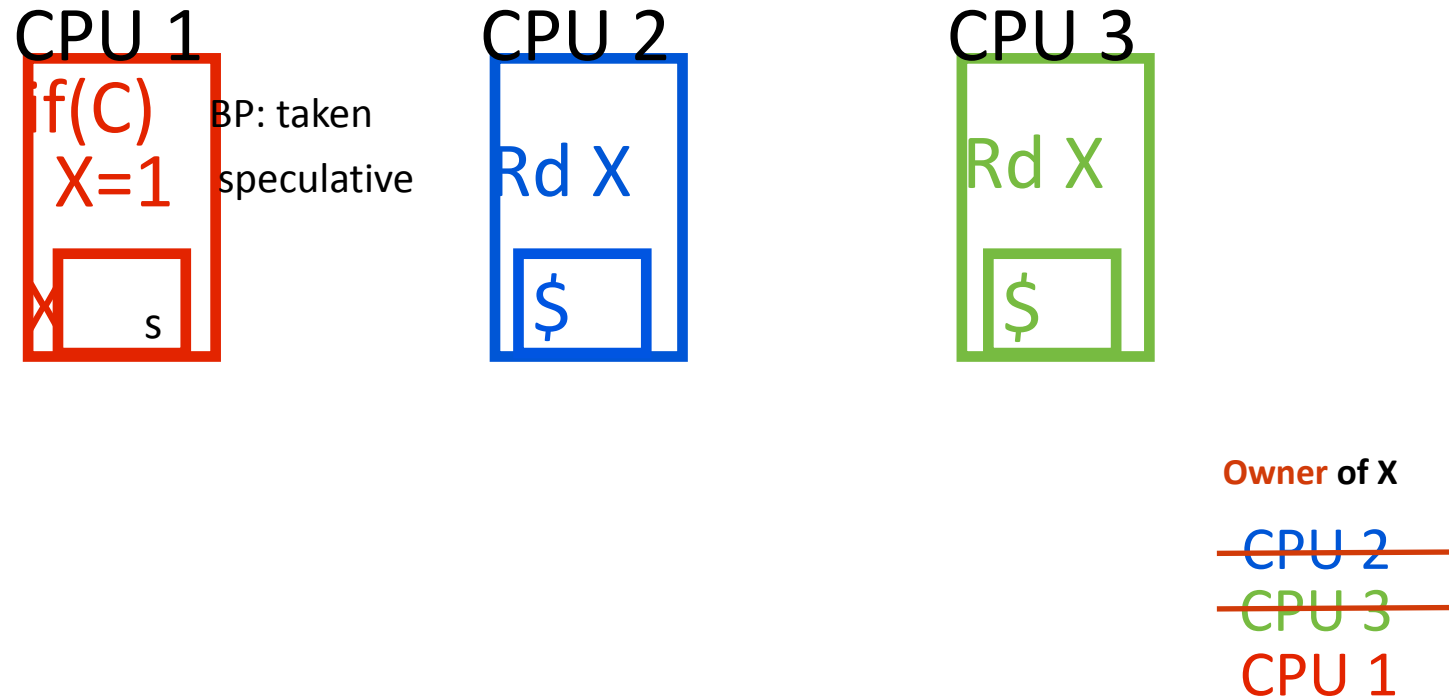 CPU 1
if(C)
X=1
BP: taken
speculative
X
s
CPU 2
Rd X
$
CPU 3
Rd X
$
Owner of X
CPU 2
CPU 3
CPU 1